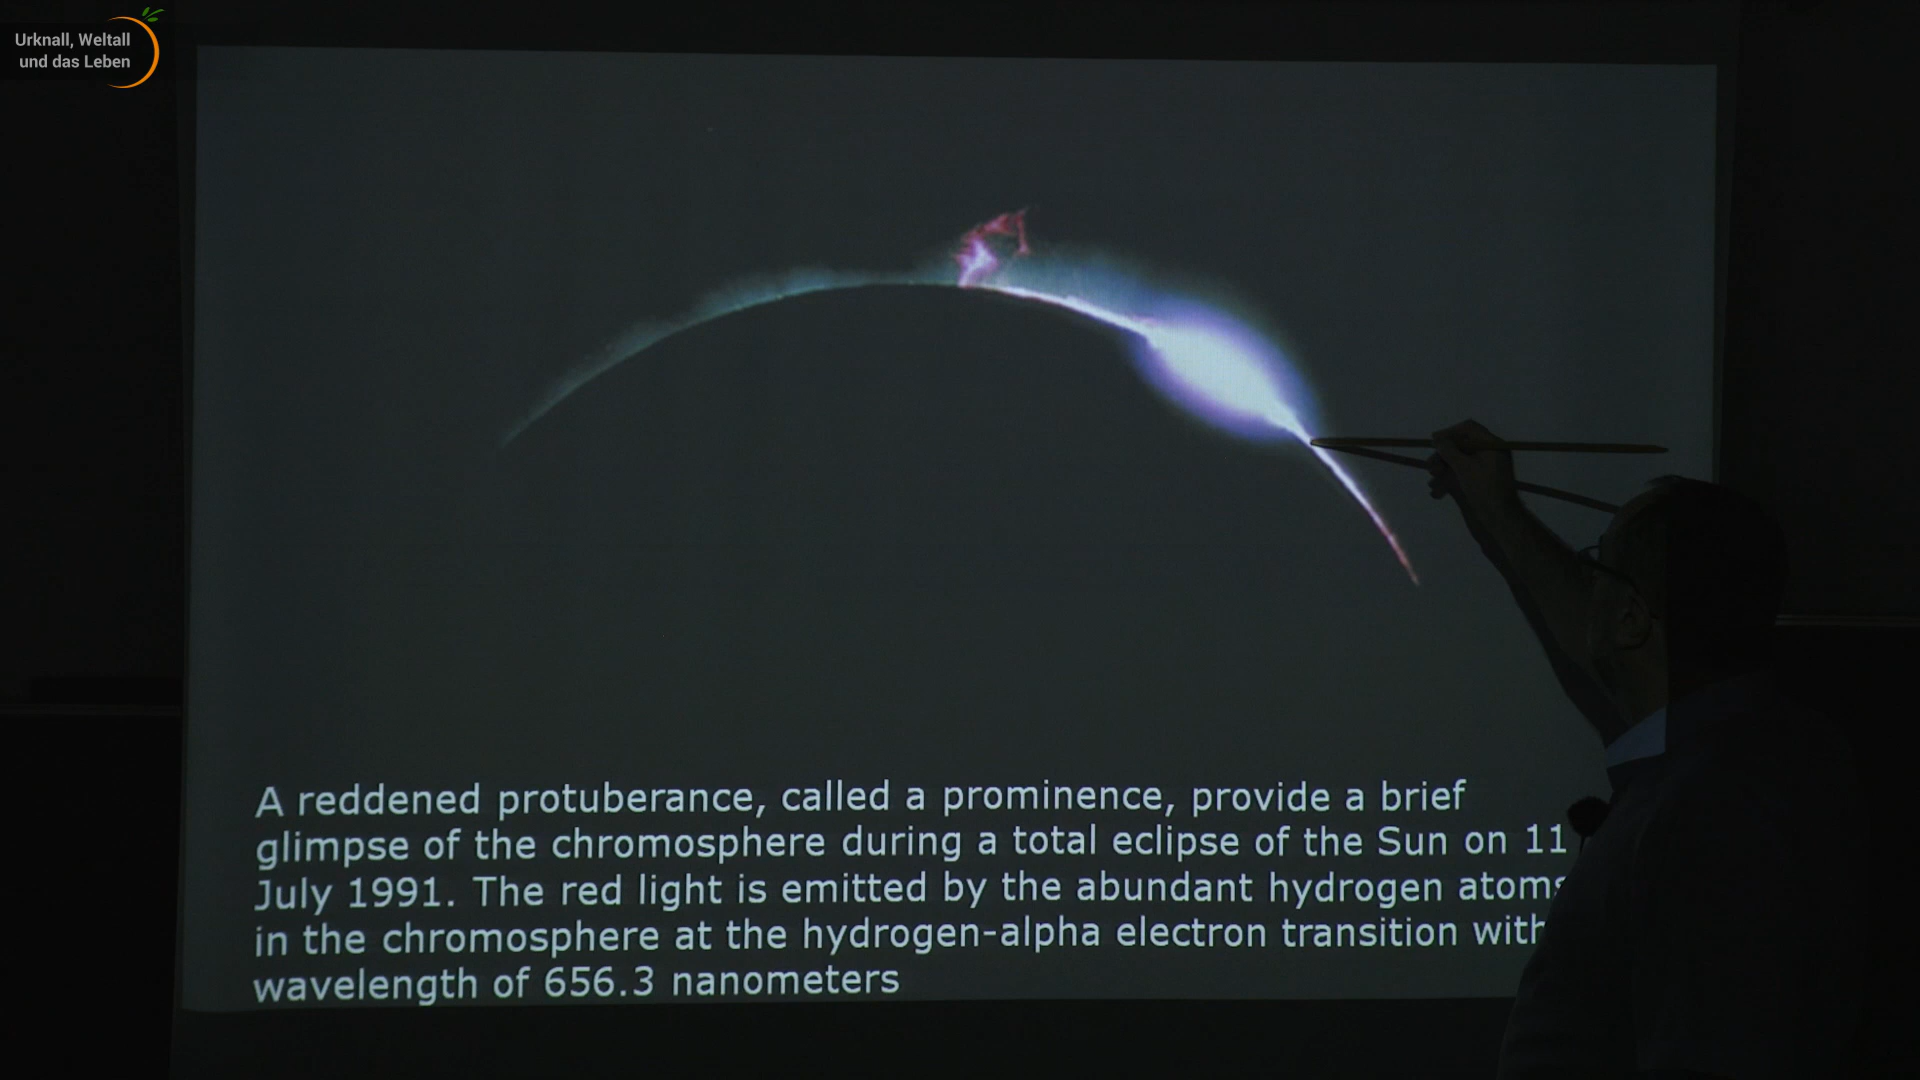 Urknall, Weltall
und das Leben
A reddened protuberance, called a prominence, provide a brief
glimpse of the chromosphere during a total eclipse of the Sun on 11
July 1991. The red light is emitted by the abundant hydrogen atoms
in the chromosphere at the hydrogen-alpha electron transition with
wavelength of 656.3 nanometers